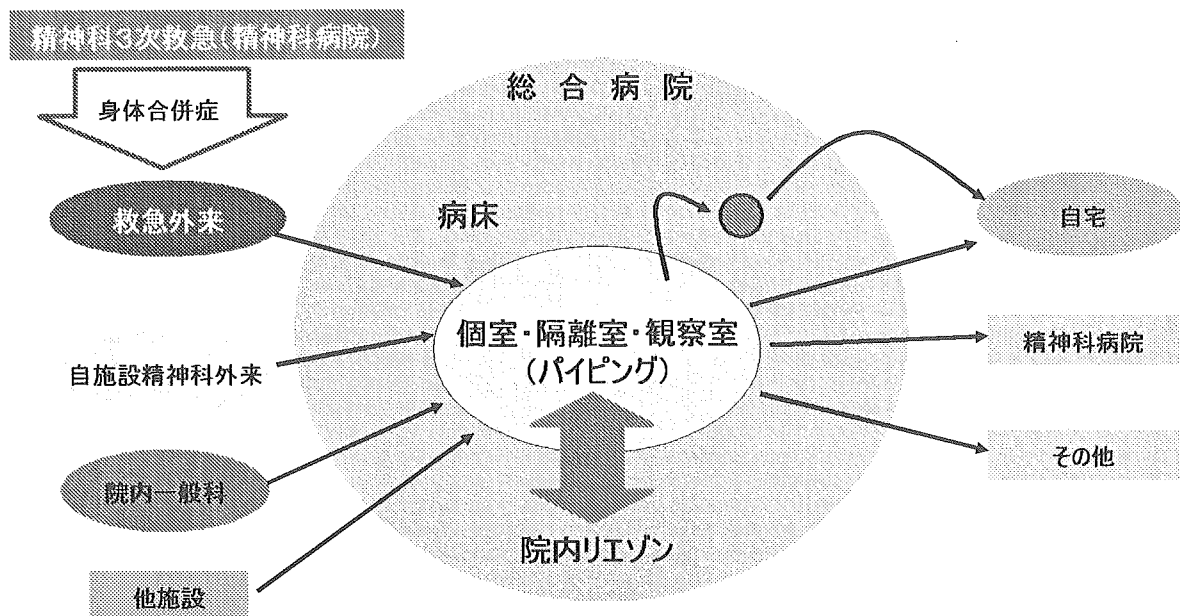 精神科3次救急(精神科病院)
身体合併症
救急外来
自施設精神科外来
院内一般科
他施設
総合病院
病床
個室・隔離室・観察室
(パイピング)
院内リエゾン
自宅
精神科病院
その他